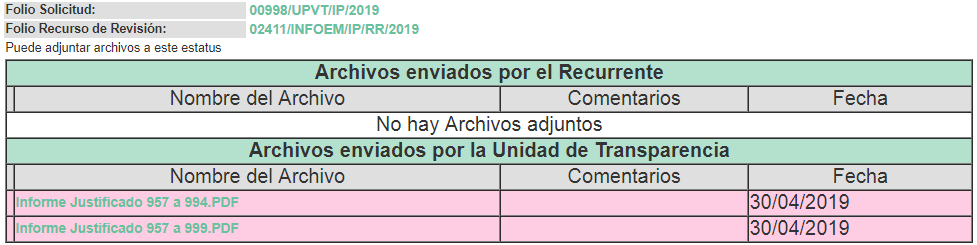 Folio Solicitud: 00998/UPVT/IP/2019
Folio Recurso de Revisión: 02411/INFOEM/IP/RR/2019
Puede adjuntar archivos a este estatus
Archivos enviados por el Recurrente
Nombre del Archivo Comentarios Fecha
No hay Archivos adjuntos
Archivos enviados por la Unidad de Transparencia
Nombre del Archivo Comentarios Fecha
Informe Justificado 957 a 994.PDF 30/04/2019
Informe Justificado 957 a 999.PDF 30/04/2019